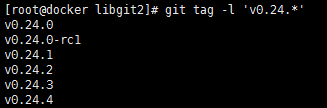 [root@docker libgit2]# git tag -l 'v0.24.*'
v0.24.0
v0.24.0-rc1
v0.24.1
v0.24.2
v0.24.3
v0.24.4